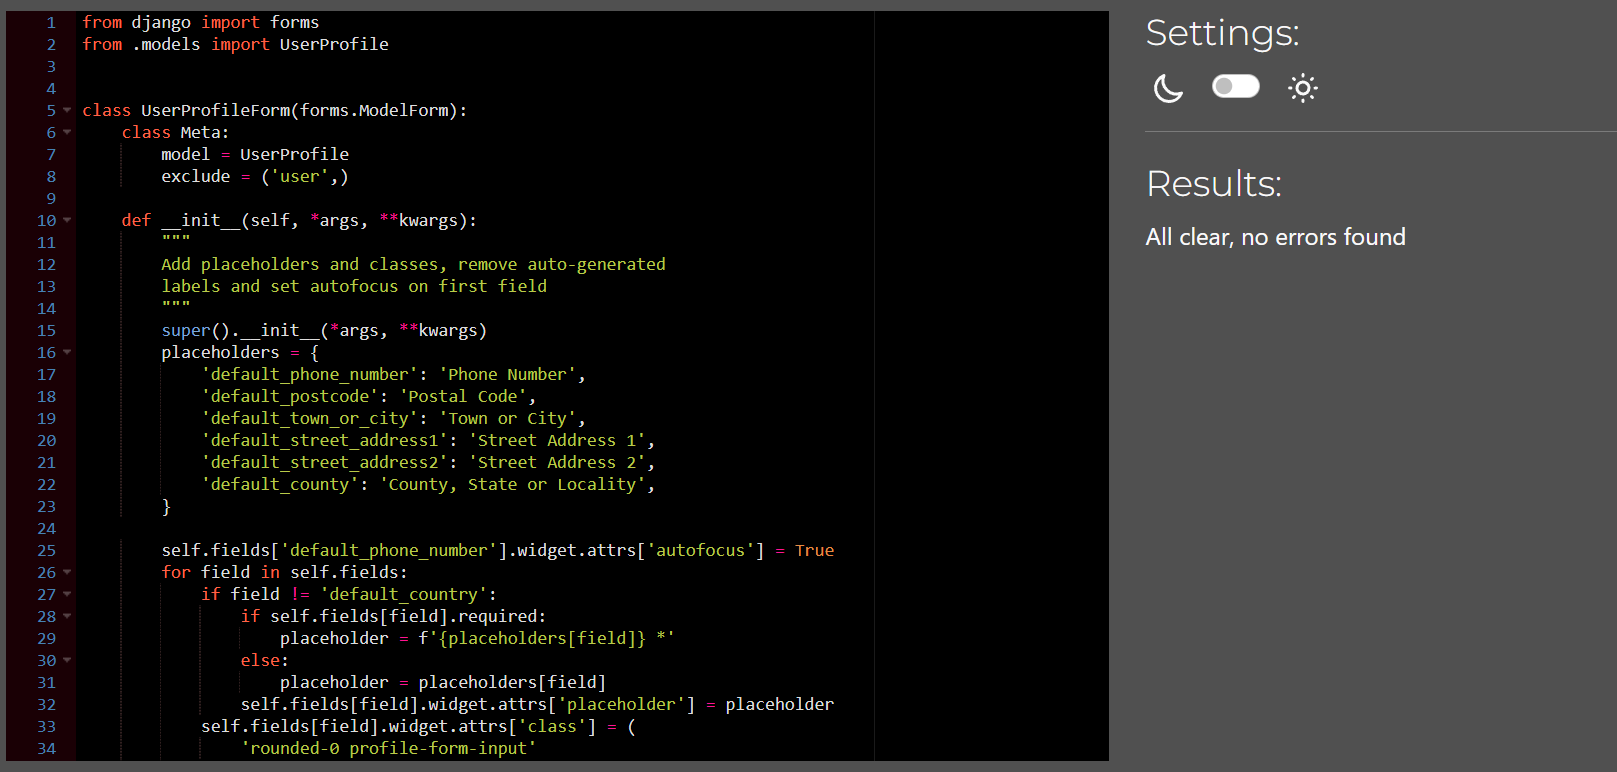 1 from django import forms
2 from .models import UserProfile
3
4
5 class UserProfileForm(forms.ModelForm):
6     class Meta:
7         model = UserProfile
8         exclude = ('user',)
9
10     def __init__(self, *args, **kwargs):
11         """
12         Add placeholders and classes, remove auto-generated
13         labels and set autofocus on first field
14         """
15         super().__init__(*args, **kwargs)
16         placeholders = {
17             'default_phone_number': 'Phone Number',
18             'default_postcode': 'Postal Code',
19             'default_town_or_city': 'Town or City',
20             'default_street_address1': 'Street Address 1',
21             'default_street_address2': 'Street Address 2',
22             'default_county': 'County, State or Locality',
23         }
24
25         self.fields['default_phone_number'].widget.attrs['autofocus'] = True
26         for field in self.fields:
27             if field != 'default_country':
28                 if self.fields[field].required:
29                     placeholder = f'{placeholders[field]} *'
30                 else:
31                     placeholder = placeholders[field]
32                 self.fields[field].widget.attrs['placeholder'] = placeholder
33             self.fields[field].widget.attrs['class'] = (
34                 'rounded-0 profile-form-input'
Settings:
Results:
All clear, no errors found